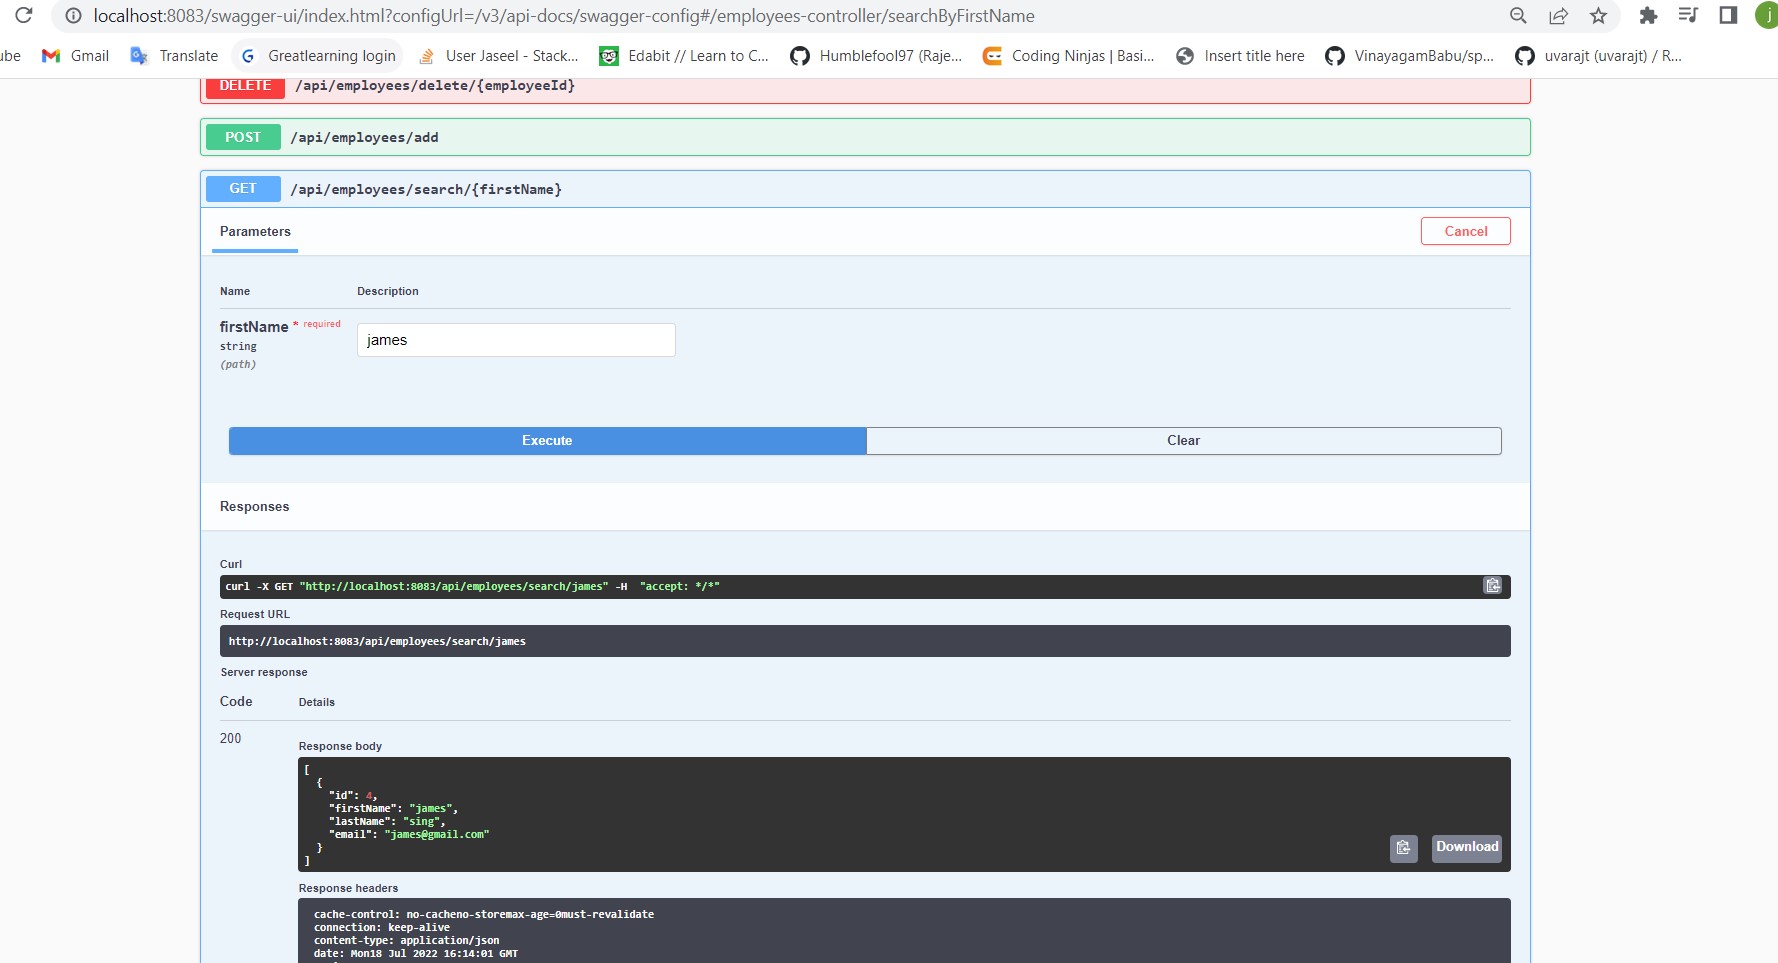 localhost:8083/swagger-ui/index.html?configUrl=/v3/api-docs/swagger-config#/employees-controller/searchByFirstName
j
ube Gmail Translate Greatlearning login User Jaseel - Stack... Edabit // Learn to C... Humblefool97 (Raje... Coding Ninjas | Basi... Insert title here VinayagamBabu/sp... uvarajt (uvarajt) / R...
DELETE /api/employees/delete/{employeeId}
POST /api/employees/add
GET /api/employees/search/{firstName}
Parameters Cancel
Name Description
firstName * required
string
(path)
james
Execute Clear
Responses
Curl
curl -X GET "http://localhost:8083/api/employees/search/james" -H  "accept: */*"
Request URL
http://localhost:8083/api/employees/search/james
Server response
Code Details
200
Response body
[
  {
    "id": 4,
    "firstName": "james",
    "lastName": "sing",
    "email": "james@gmail.com"
  }
]
Download
Response headers
cache-control: no-cacheno-storemax-age=0must-revalidate
connection: keep-alive
content-type: application/json
date: Mon18 Jul 2022 16:14:01 GMT